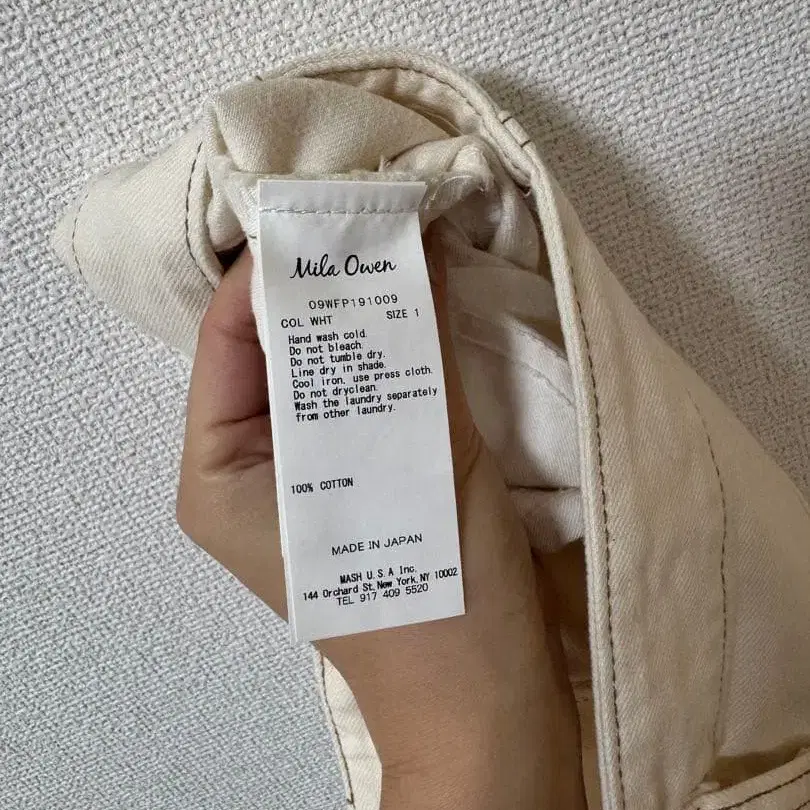 Mila Owen
09WFP191009
COL WHT SIZE 1
Hand wash cold.
Do not bleach.
Do not tumble dry.
Line dry in shade.
Cool iron, use press cloth.
Do not dryclean.
Wash the laundry separately
from other laundry.
100% COTTON
MADE IN JAPAN
MASH U.S.A Inc.
144 Orchard St, New York, NY 10002
TEL 917 409 5520